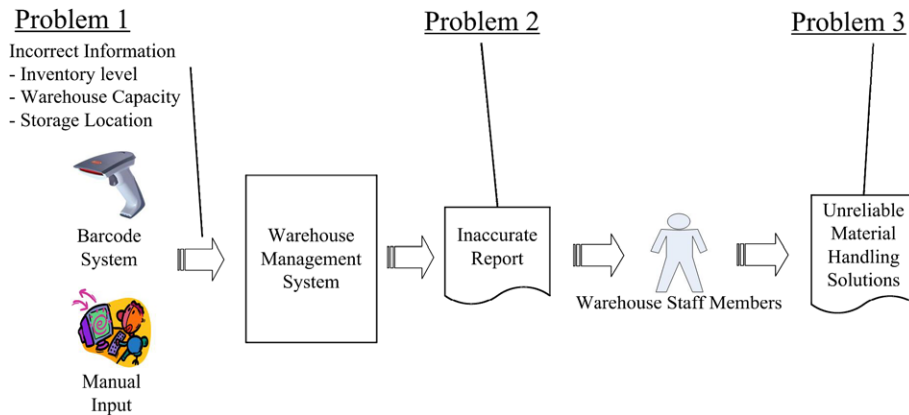 Problem 1
Incorrect Information
- Inventory level
- Warehouse Capacity
- Storage Location
Barcode
System
Manual
Input
Warehouse
Management
System
Problem 2
Inaccurate
Report
Warehouse Staff Members
Problem 3
Unreliable
Material
Handling
Solutions